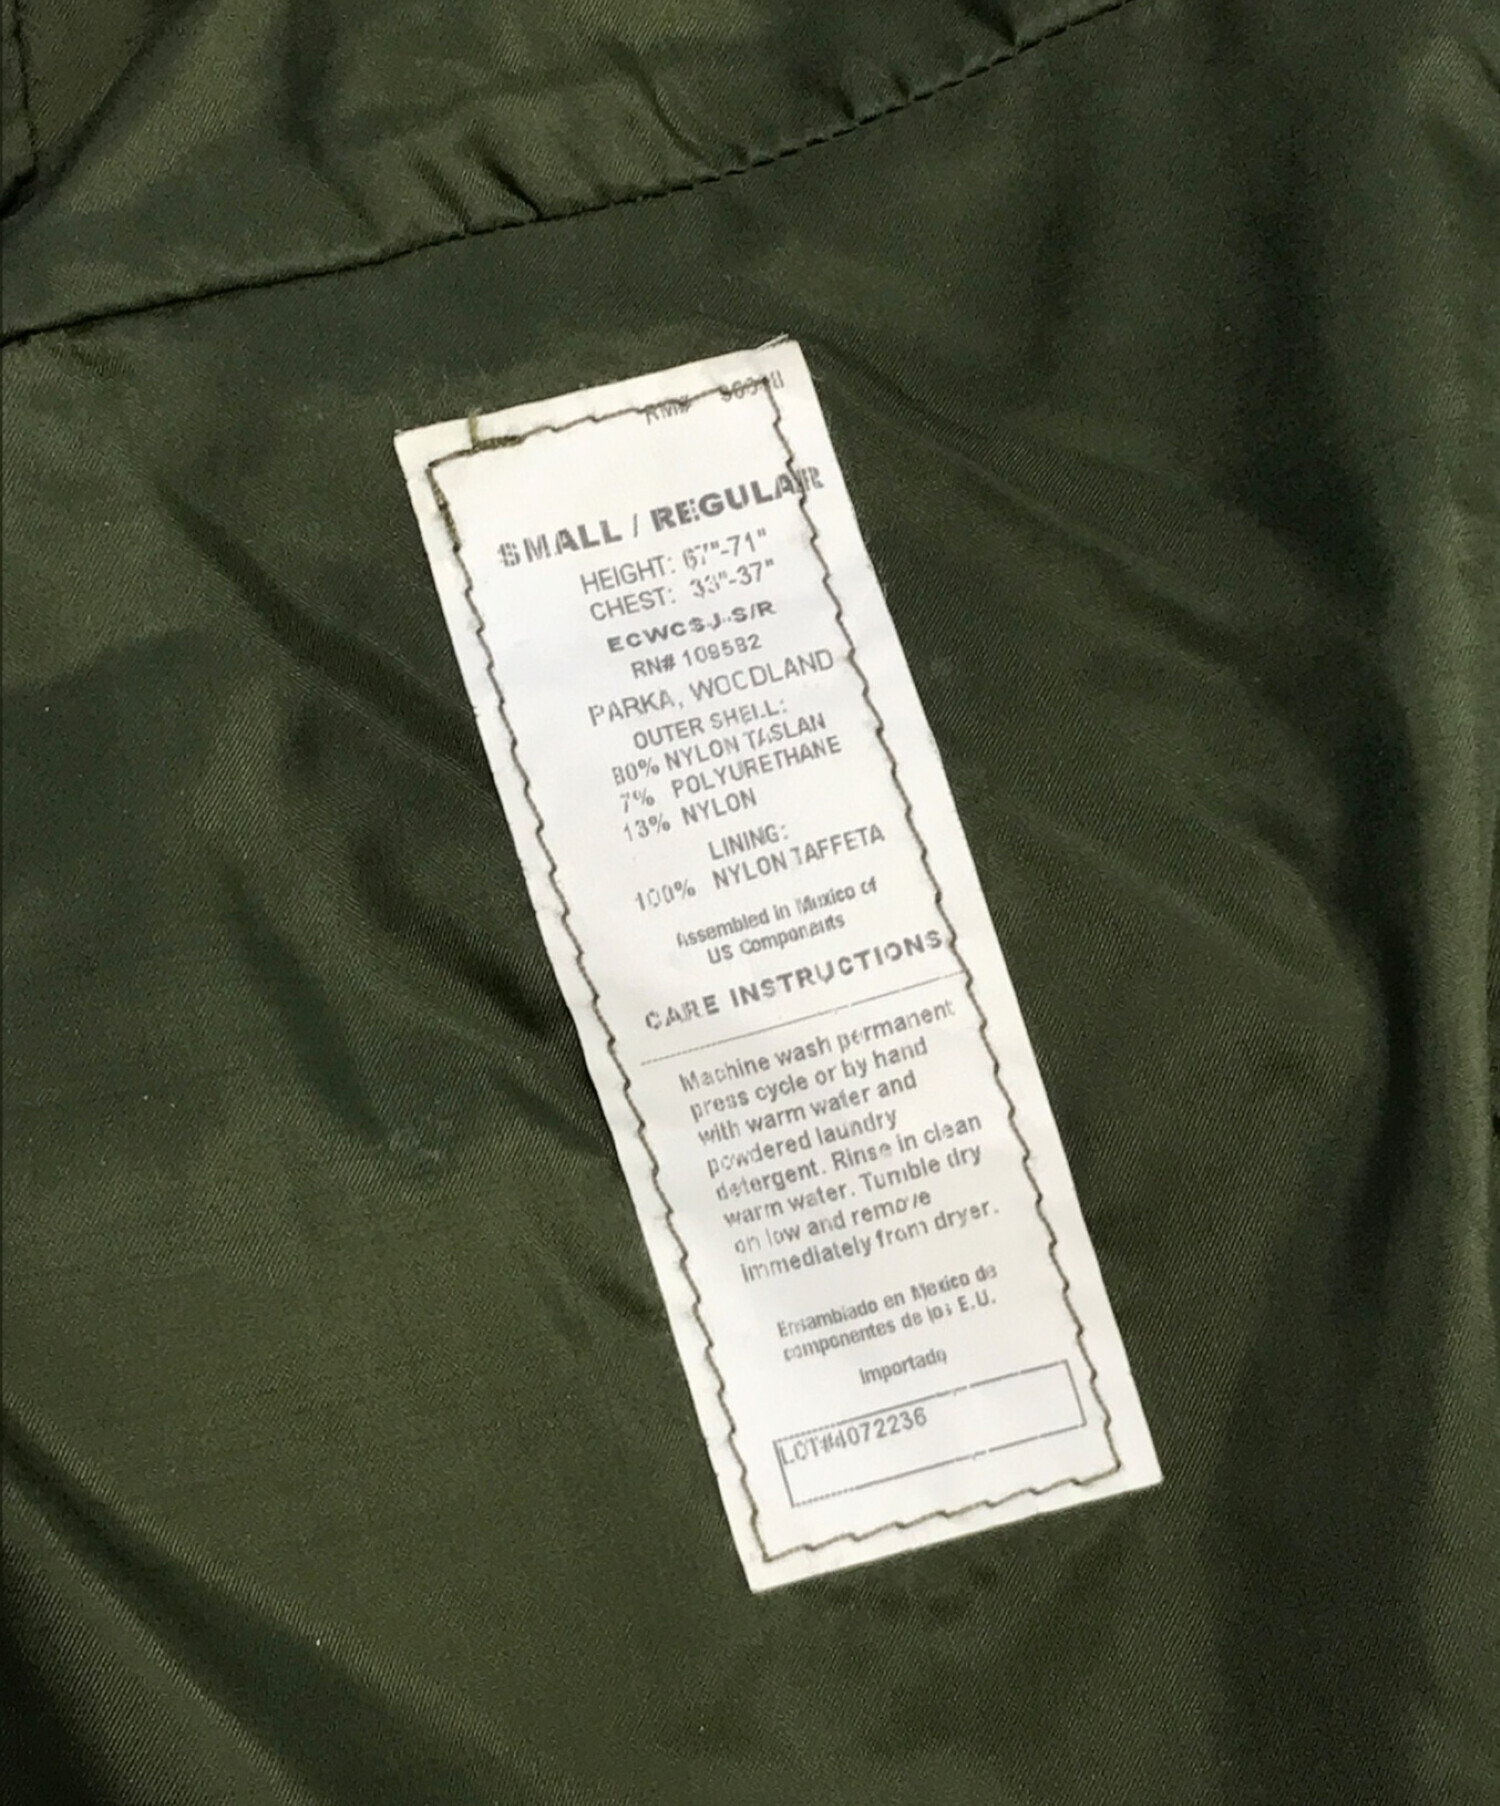 RM#
SMALL / REGULAR
HEIGHT: 67"-71"
CHEST: 33"-37"
ECWCSJ-S/R
RN# 109582
PARKA, WOODLAND
OUTER SHELL:
80% NYLON TASLAN
7% POLYURETHANE
13% NYLON
LINING:
100% NYLON TAFFETA
Assembled in Mexico of
US Components
CARE INSTRUCTIONS
Machine wash permanent
press cycle or by hand
with warm water and
powdered laundry
detergent. Rinse in clean
warm water. Tumble dry
on low and remove
immediately from dryer.
Ensamblado en Mexico de
componentes de los E.U.
Importado
LOT#4072236